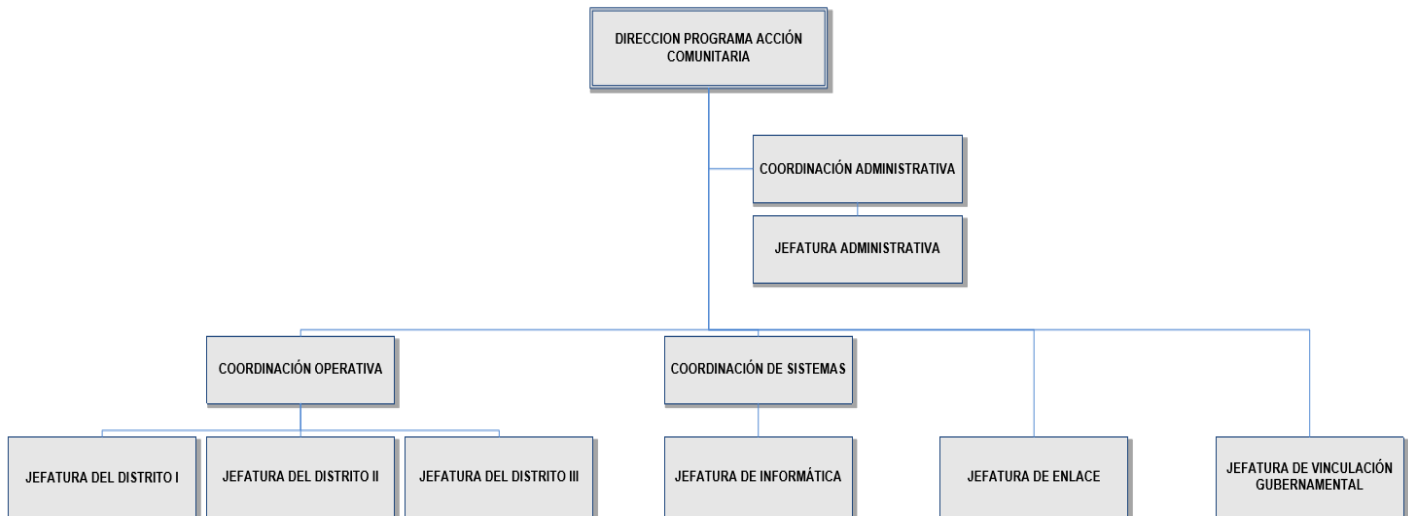 DIRECCION PROGRAMA ACCIÓN
COMUNITARIA
COORDINACIÓN ADMINISTRATIVA
JEFATURA ADMINISTRATIVA
COORDINACIÓN OPERATIVA
COORDINACIÓN DE SISTEMAS
JEFATURA DEL DISTRITO I
JEFATURA DEL DISTRITO II
JEFATURA DEL DISTRITO III
JEFATURA DE INFORMÁTICA
JEFATURA DE ENLACE
JEFATURA DE VINCULACIÓN
GUBERNAMENTAL